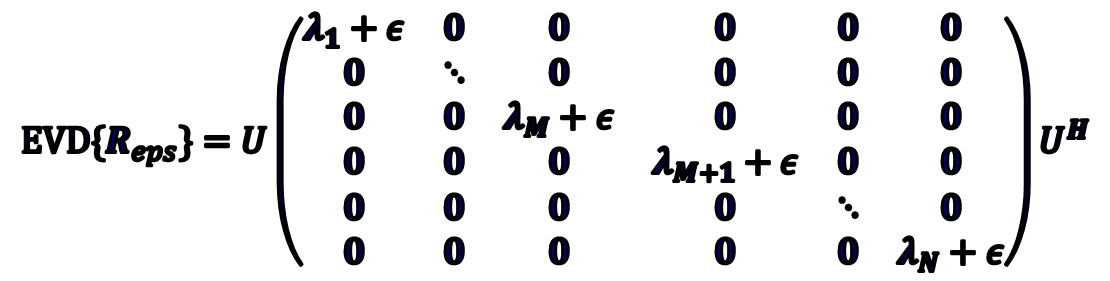 λ₁ + ϵ 0 0 0 0 0
0 ⋱ 0 0 0 0
0 0 λ_M + ϵ 0 0 0
EVD{R_eps} = U U^H
0 0 0 λ_{M+1} + ϵ 0 0
0 0 0 0 ⋱ 0
0 0 0 0 0 λ_N + ϵ